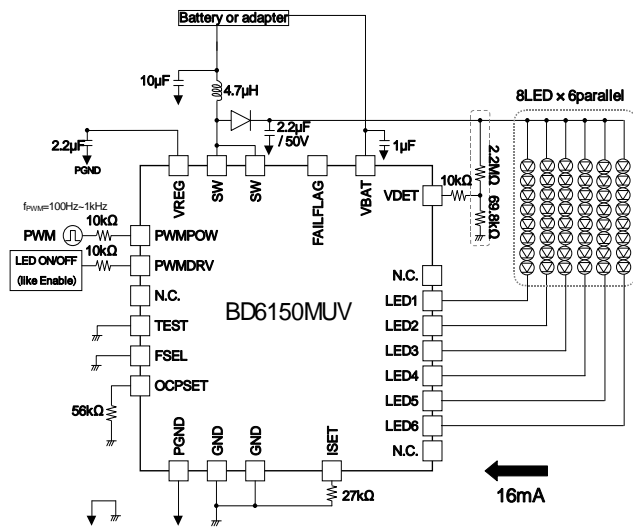 Battery or adapter
10μF
4.7μH
8LED × 6parallel
2.2μF
/ 50V
2.2μF
1μF
PGND
2.2MΩ
69.8kΩ
10kΩ
VREG
SW
SW
FAILFLAG
VBAT
VDET
fPWM=100Hz~1kHz
10kΩ
PWM
PWMPOW
10kΩ
LED ON/OFF
(like Enable)
PWMDRV
N.C.
N.C.
BD6150MUV
LED1
TEST
LED2
FSEL
LED3
OCPSET
LED4
56kΩ
LED5
LED6
PGND
GND
GND
ISET
N.C.
27kΩ
16mA